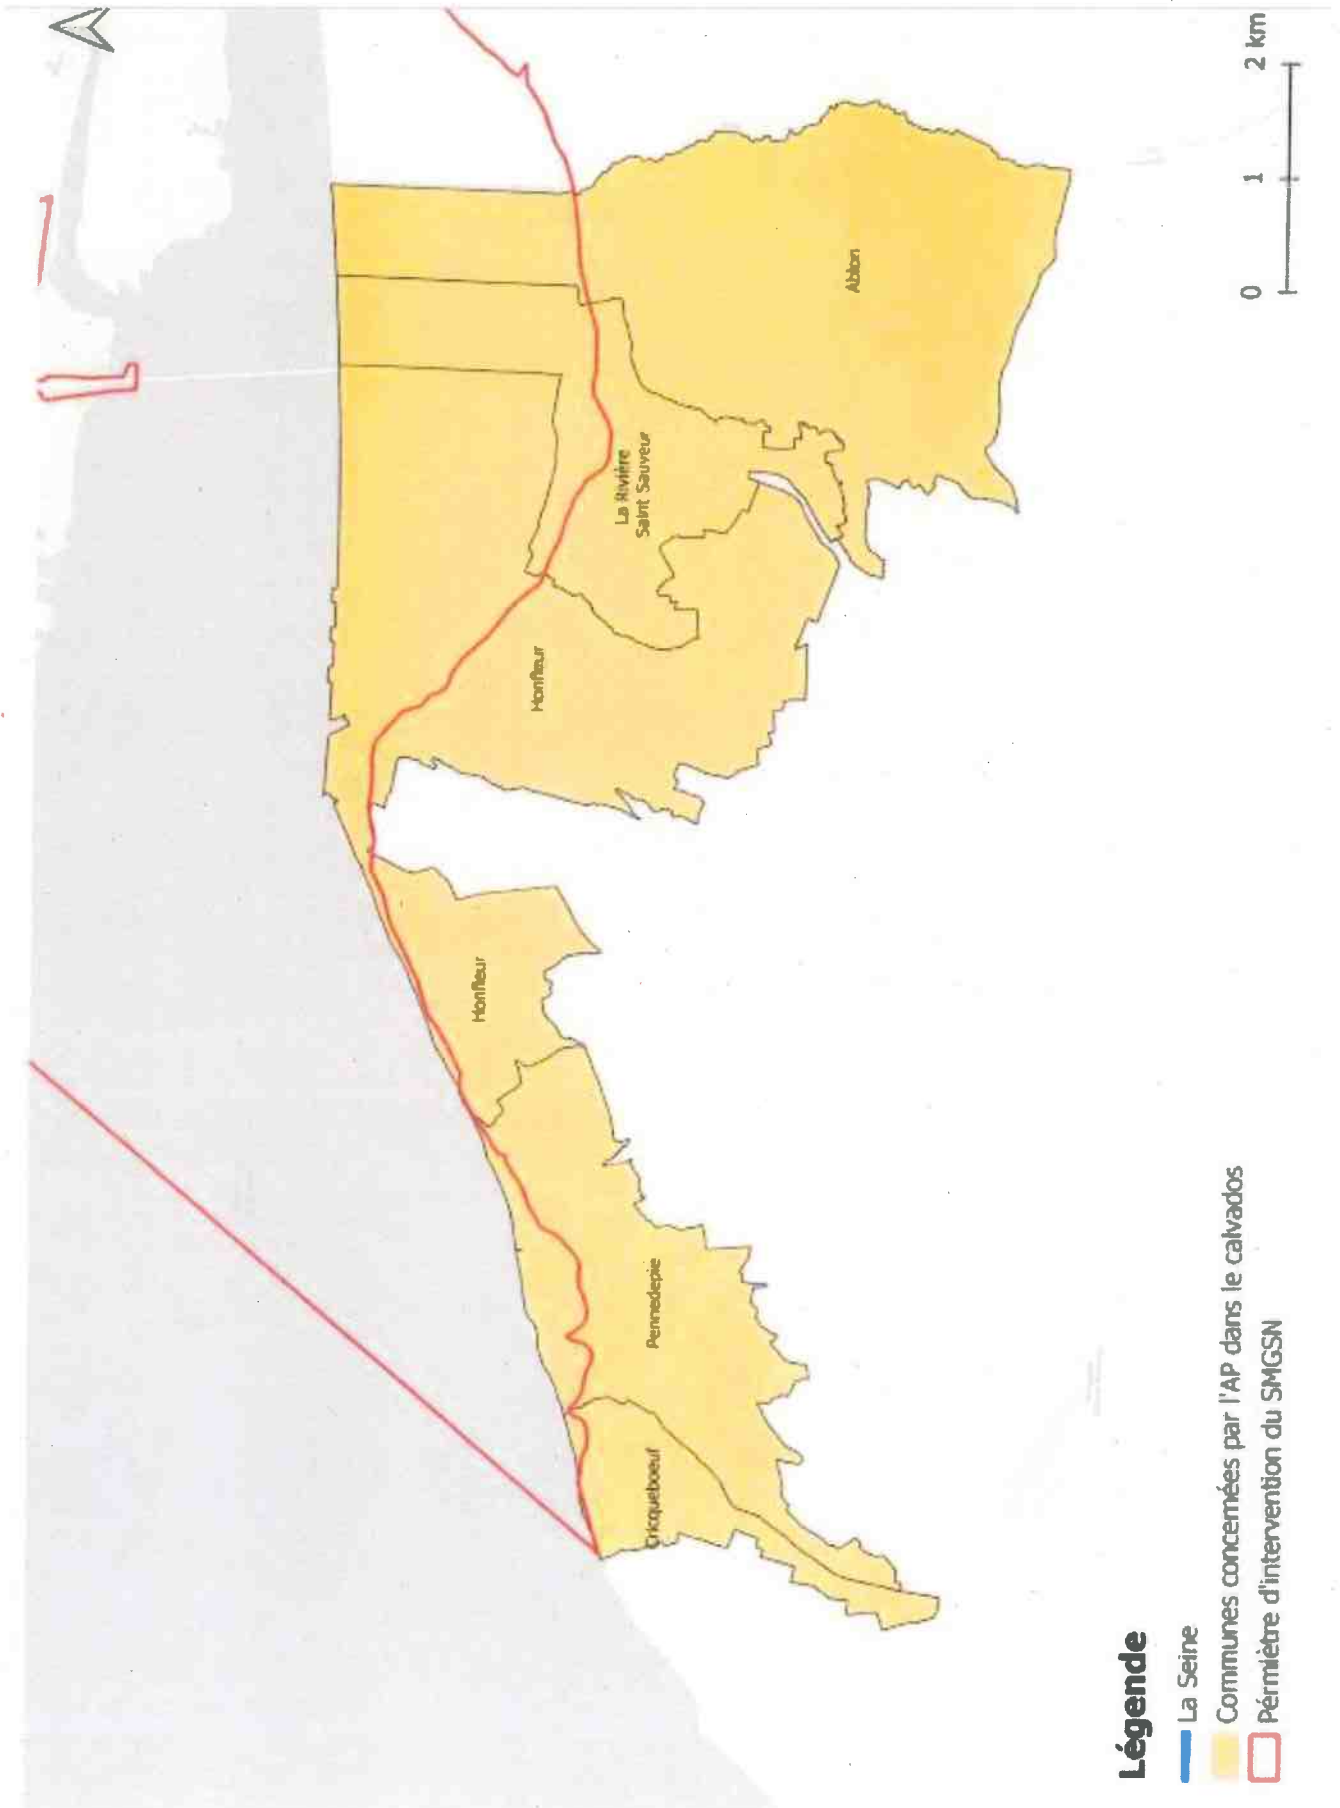 Honfleur
Honfleur
La Rivière
Saint Sauveur
Ablon
Pennedepie
Cricqueboeuf
0 1 2 km
Légende
La Seine
Communes concernées par l'AP dans le calvados
Pérmiètre d'intervention du SMGSN